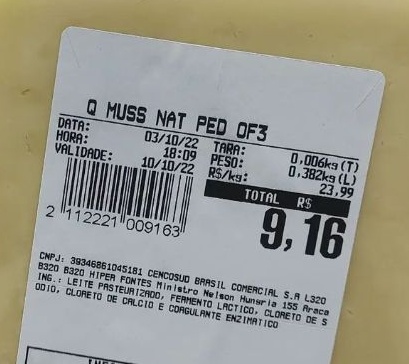 Q MUSS NAT PED OF3
DATA: 03/10/22 TARA: 0,006kg (T)
HORA: 18:09 PESO: 0,382kg (L)
VALIDADE: 10/10/22 R$/kg: 23,99
TOTAL R$
9,16
2 112221 009163
CNPJ: 39346861045181 CENCOSUD BRASIL COMERCIAL S.A L320
B320 B320 HIPER FONTES Ministro Nelson Hungria 155 Araca
ING.: LEITE PASTEURIZADO, FERMENTO LACTICO, CLORETO DE S
ODIO, CLORETO DE CALCIO E COAGULANTE ENZIMATICO